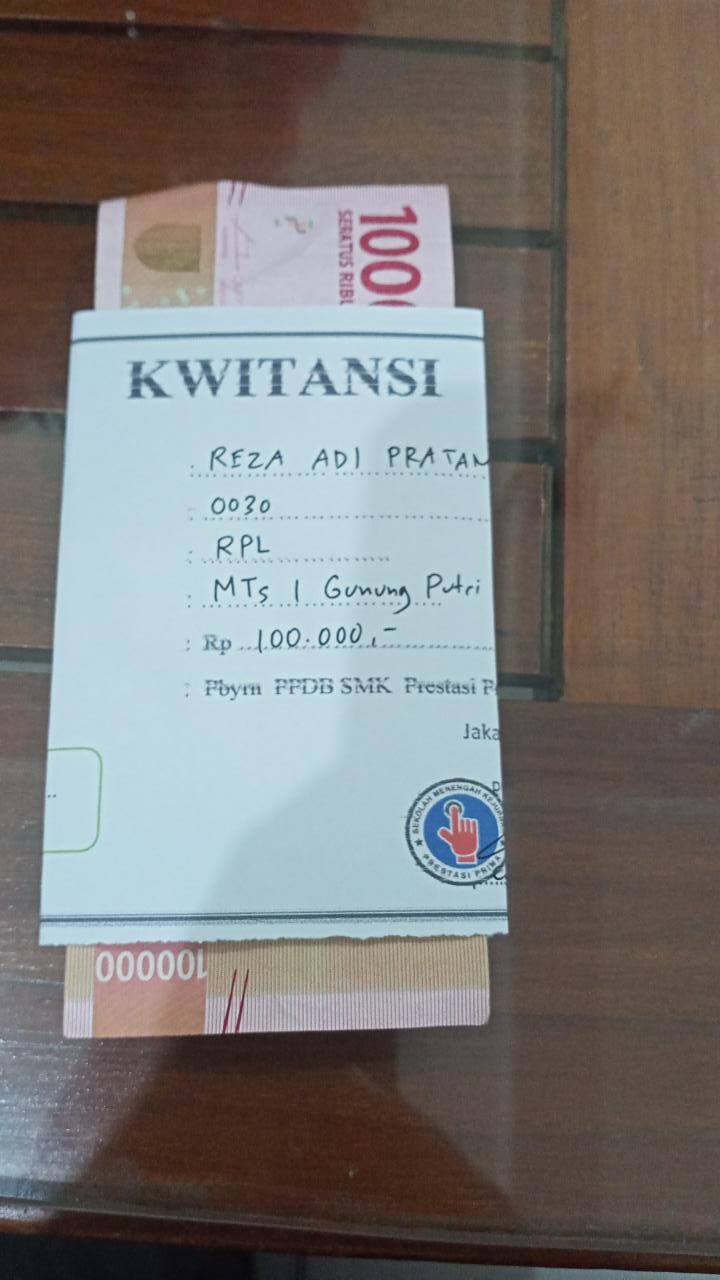 100
SERATUS RIBU
KWITANSI
: REZA ADI PRATAM
: 0030
: RPL
: MTs 1 Gunung Putri
: Rp 100.000,-
: Pbyrn PPDB SMK Prestasi P
Jaka
SEKOLAH MENENGAH KEJUR
PRESTASI PRIMA
100000